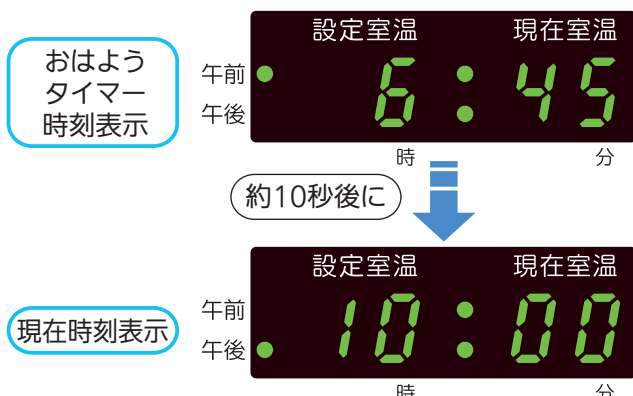 おはよう
タイマー
時刻表示
設定室温 現在室温
午前
6:45
午後
時 分
約10秒後に
現在時刻表示
設定室温 現在室温
午前
10:00
午後
時 分